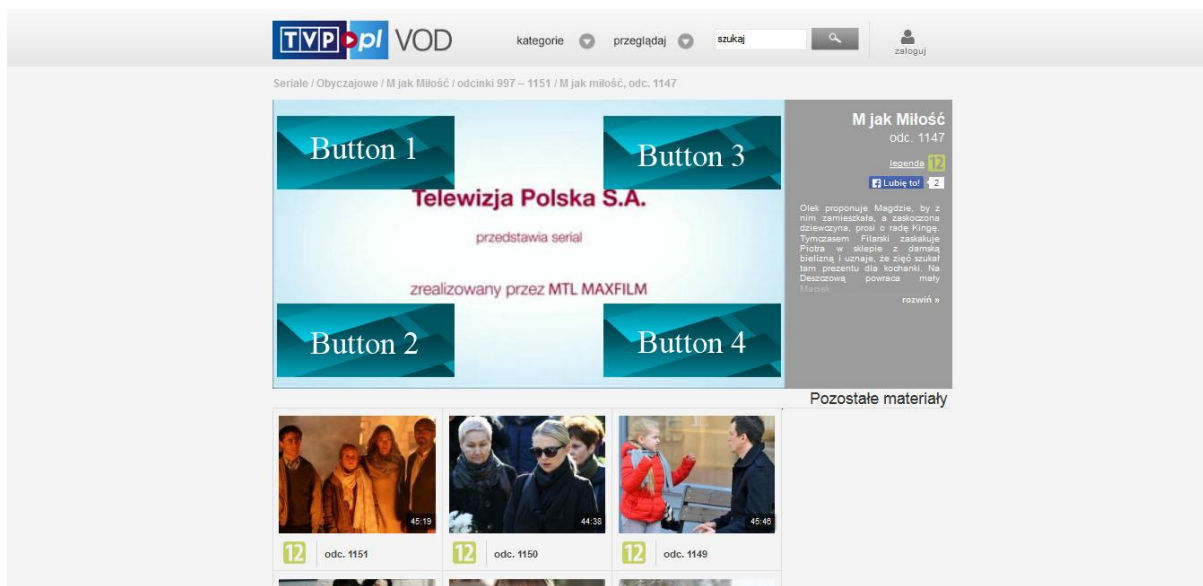 TVP.pl VOD
kategorie
przeglądaj
szukaj
zaloguj
Seriale / Obyczajowe / M jak Miłość / odcinki 997 – 1151 / M jak miłość, odc. 1147
Button 1
Button 3
Telewizja Polska S.A.
przedstawia serial
zrealizowany przez MTL MAXFILM
Button 2
Button 4
M jak Miłość
odc. 1147
legenda 12
Lubię to! 2
Olek proponuje Magdzie, by z
nim zamieszkała, a zaskoczona
dziewczyna, prosi o radę Kingę.
Tymczasem Filarski zaskakuje
Piotra w sklepie z damską
bielizną i uznaje, że zięć szukał
tam prezentu dla kochanki. Na
Deszczową powraca mały
Maciek
rozwiń »
Pozostałe materiały
45:19
44:38
45:46
12 odc. 1151
12 odc. 1150
12 odc. 1149